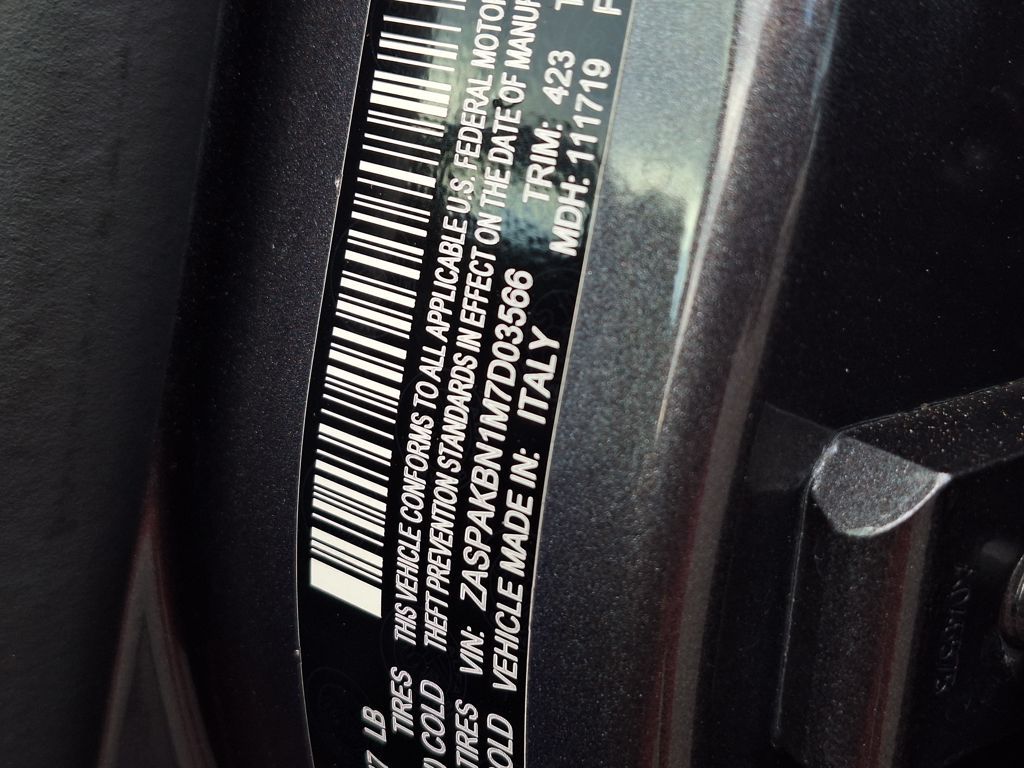 7 LB
TIRES
COLD
TIRES
OLD
THIS VEHICLE CONFORMS TO ALL APPLICABLE U.S. FEDERAL MOTOR
THEFT PREVENTION STANDARDS IN EFFECT ON THE DATE OF MANUF
VIN: ZASPAKBN1M7D03566 TRIM: 423
VEHICLE MADE IN: ITALY MDH: 111719 F